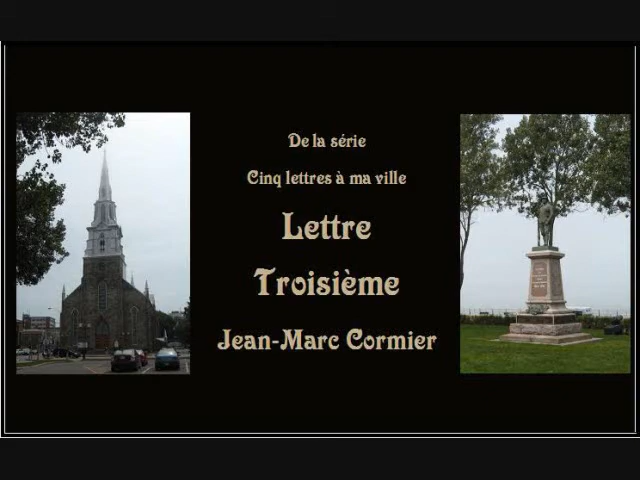 De la série
Cinq lettres à ma ville
Lettre
Troisième
Jean-Marc Cormier